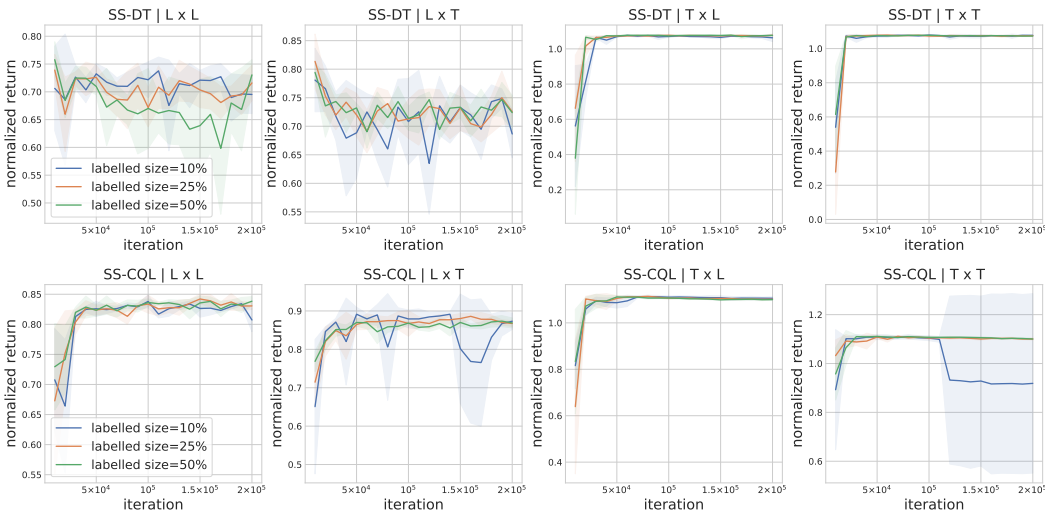 SS-DT | L x L
SS-DT | L x T
SS-DT | T x L
SS-DT | T x T
normalized return
0.80
0.75
0.70
0.65
0.60
0.55
0.50
labelled size=10%
labelled size=25%
labelled size=50%
5×10⁴
10⁵
1.5×10⁵
2×10⁵
iteration
normalized return
0.85
0.80
0.75
0.70
0.65
0.60
0.55
5×10⁴
10⁵
1.5×10⁵
2×10⁵
iteration
normalized return
1.0
0.8
0.6
0.4
0.2
5×10⁴
10⁵
1.5×10⁵
2×10⁵
iteration
normalized return
1.0
0.8
0.6
0.4
0.2
0.0
5×10⁴
10⁵
1.5×10⁵
2×10⁵
iteration
SS-CQL | L x L
SS-CQL | L x T
SS-CQL | T x L
SS-CQL | T x T
normalized return
0.85
0.80
0.75
0.70
0.65
0.60
0.55
labelled size=10%
labelled size=25%
labelled size=50%
5×10⁴
10⁵
1.5×10⁵
2×10⁵
iteration
normalized return
0.9
0.8
0.7
0.6
0.5
5×10⁴
10⁵
1.5×10⁵
2×10⁵
iteration
normalized return
1.0
0.8
0.6
0.4
5×10⁴
10⁵
1.5×10⁵
2×10⁵
iteration
normalized return
1.2
1.0
0.8
0.6
5×10⁴
10⁵
1.5×10⁵
2×10⁵
iteration